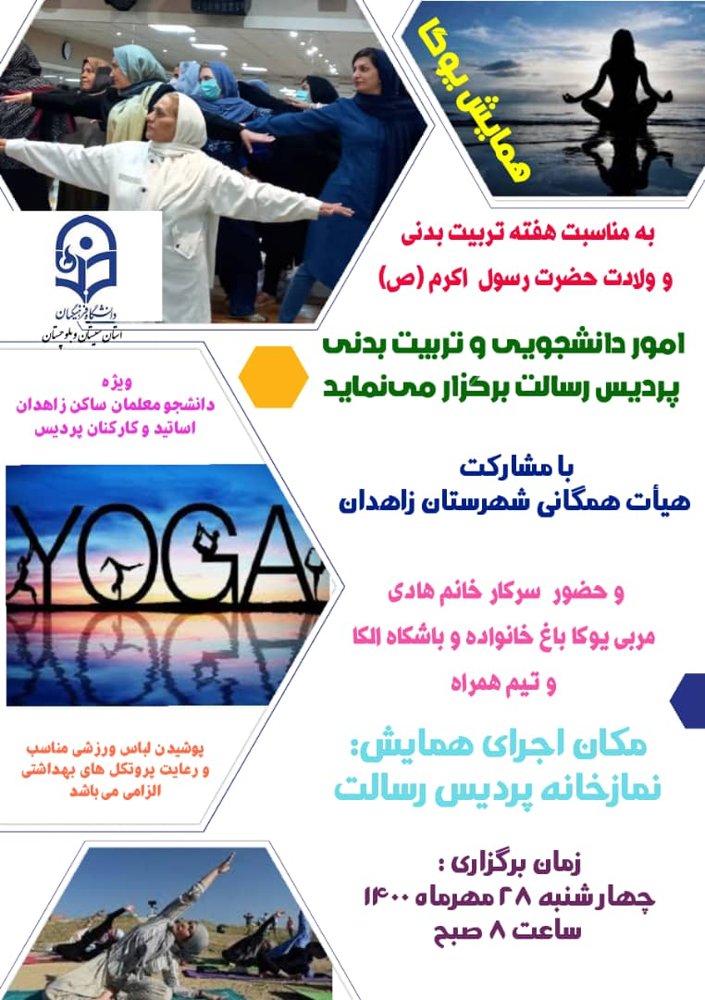 همایش یوگا
به مناسبت هفته تربیت بدنی
و ولادت حضرت رسول اکرم (ص)
دانشگاه فرهنگیان
استان سیستان و بلوچستان
امور دانشجویی و تربیت بدنی
پردیس رسالت برگزار می‌نماید
ویژه
دانشجو معلمان ساکن زاهدان
اساتید و کارکنان پردیس
با مشارکت
هیأت همگانی شهرستان زاهدان
YOGA
و حضور سرکار خانم هادی
مربی یوکا باغ خانواده و باشکاه الکا
و تیم همراه
مکان اجرای همایش:
نمازخانه پردیس رسالت
پوشیدن لباس ورزشی مناسب
و رعایت پروتکل های بهداشتی
الزامی می باشد
زمان برگزاری :
چهارشنبه ۲۸ مهرماه ۱۴۰۰
ساعت ۸ صبح